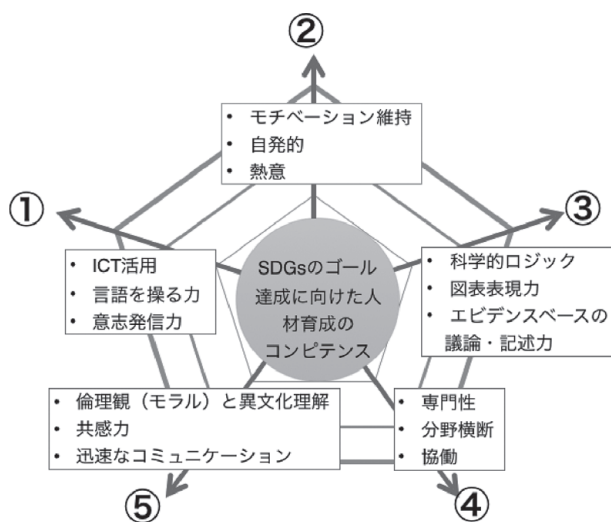 ②
• モチベーション維持
• 自発的
• 熱意
①
③
• ICT活用
• 言語を操る力
• 意志発信力
SDGsのゴール
達成に向けた人
材育成の
コンピテンス
• 科学的ロジック
• 図表表現力
• エビデンスベースの
議論・記述力
• 倫理観（モラル）と異文化理解
• 共感力
• 迅速なコミュニケーション
• 専門性
• 分野横断
• 協働
⑤
④